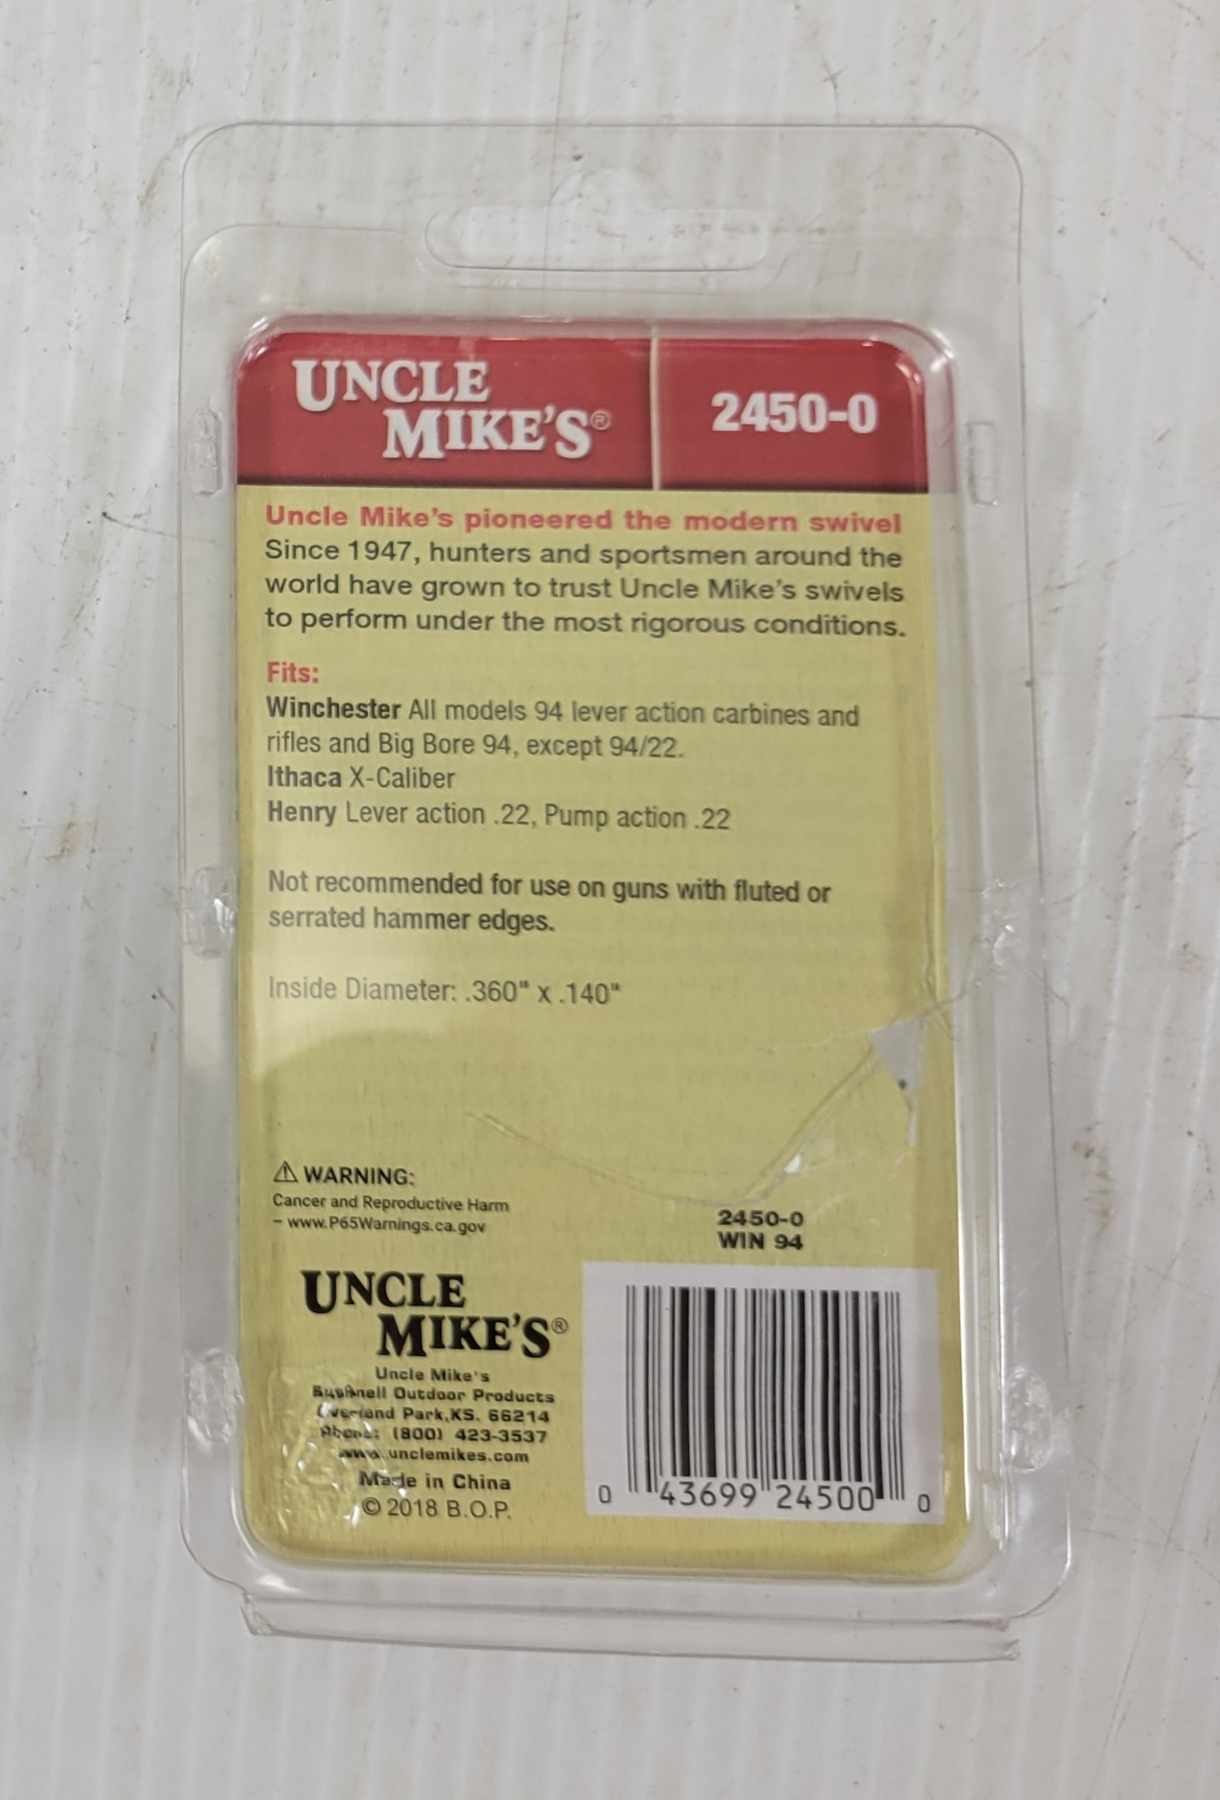 UNCLE
MIKE'S®
2450-0
Uncle Mike's pioneered the modern swivel
Since 1947, hunters and sportsmen around the
world have grown to trust Uncle Mike's swivels
to perform under the most rigorous conditions.
Fits:
Winchester All models 94 lever action carbines and
rifles and Big Bore 94, except 94/22.
Ithaca X-Caliber
Henry Lever action .22, Pump action .22
Not recommended for use on guns with fluted or
serrated hammer edges.
Inside Diameter: .360" x .140"
⚠ WARNING:
Cancer and Reproductive Harm
– www.P65Warnings.ca.gov
2450-0
WIN 94
UNCLE
MIKE'S®
Uncle Mike's
Bushnell Outdoor Products
Overland Park,KS. 66214
Phone: (800) 423-3537
www.unclemikes.com
Made in China
© 2018 B.O.P.
0 43699 24500 0